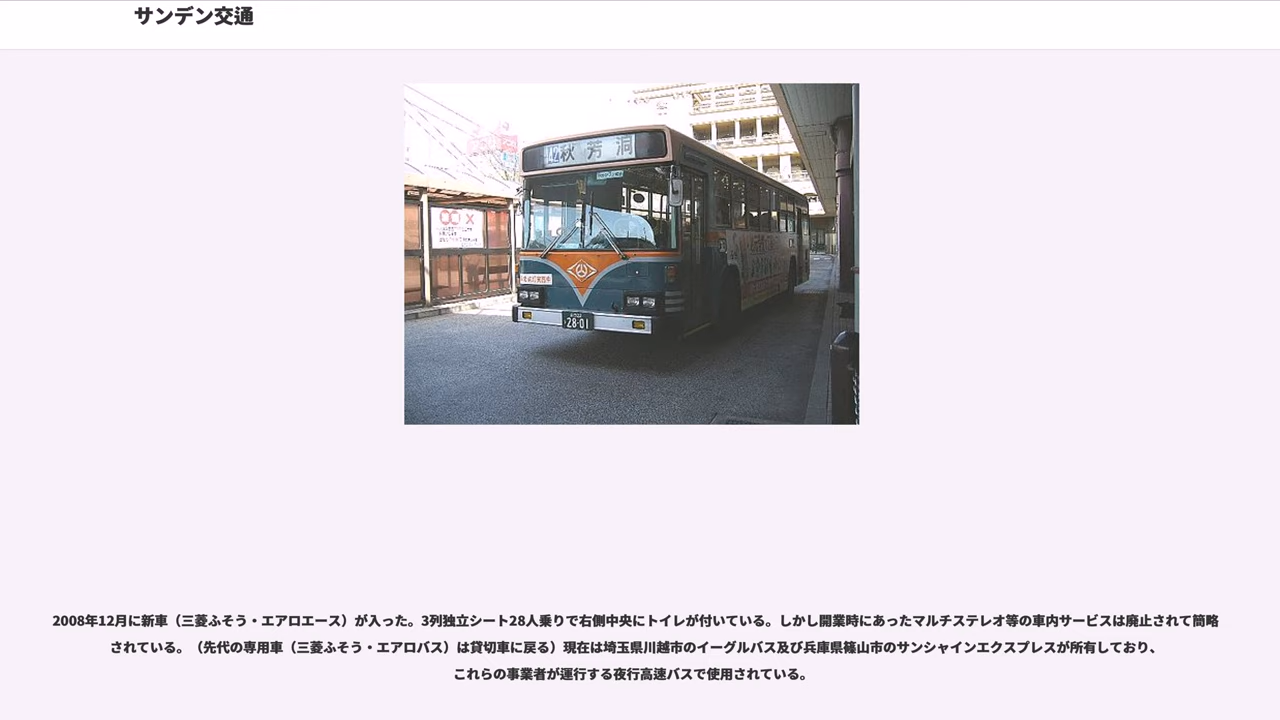 サンデン交通
42秋芳洞
28-01
2008年12月に新車（三菱ふそう・エアロエース）が入った。3列独立シート28人乗りで右側中央にトイレが付いている。しかし開業時にあったマルチステレオ等の車内サービスは廃止されて簡略
されている。（先代の専用車（三菱ふそう・エアロバス）は貸切車に戻る）現在は埼玉県川越市のイーグルバス及び兵庫県篠山市のサンシャインエクスプレスが所有しており、
これらの事業者が運行する夜行高速バスで使用されている。